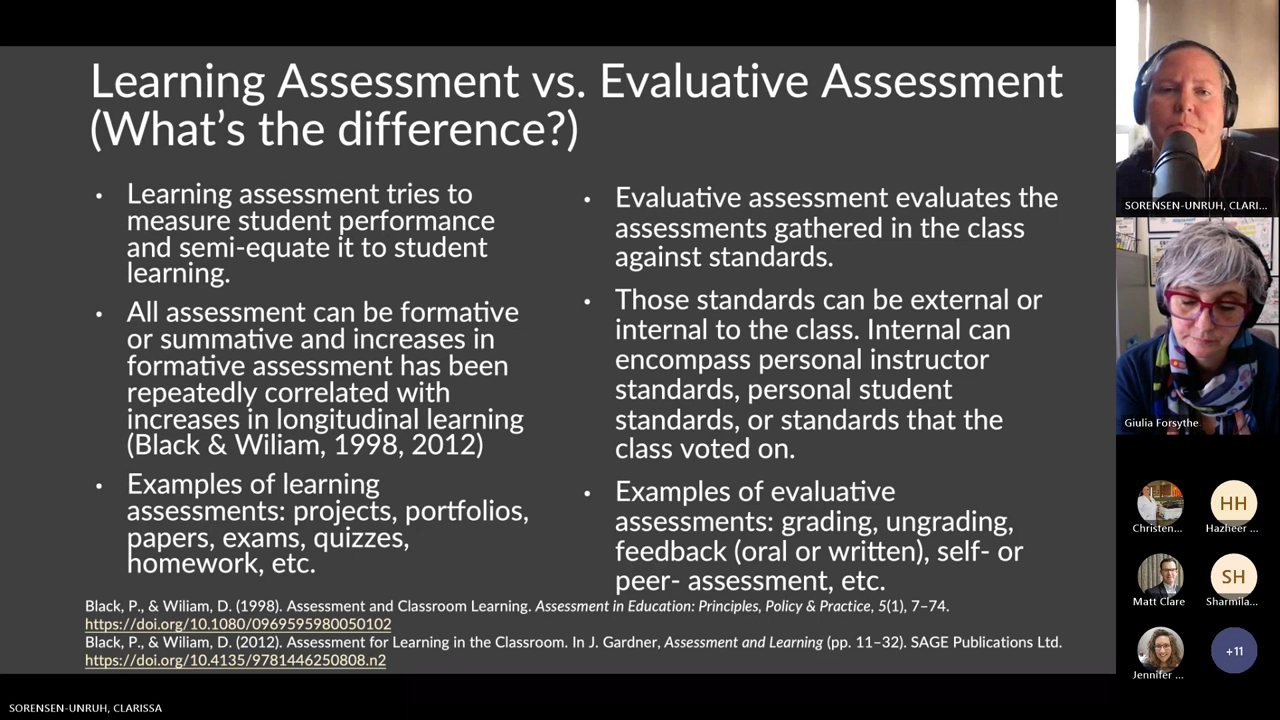 Learning Assessment vs. Evaluative Assessment
(What's the difference?)
• Learning assessment tries to
measure student performance
and semi-equate it to student
learning.
• All assessment can be formative
or summative and increases in
formative assessment has been
repeatedly correlated with
increases in longitudinal learning
(Black & Wiliam, 1998, 2012)
• Examples of learning
assessments: projects, portfolios,
papers, exams, quizzes,
homework, etc.
• Evaluative assessment evaluates the
assessments gathered in the class
against standards.
• Those standards can be external or
internal to the class. Internal can
encompass personal instructor
standards, personal student
standards, or standards that the
class voted on.
• Examples of evaluative
assessments: grading, ungrading,
feedback (oral or written), self- or
peer- assessment, etc.
Black, P., & Wiliam, D. (1998). Assessment and Classroom Learning. Assessment in Education: Principles, Policy & Practice, 5(1), 7–74.
https://doi.org/10.1080/0969595980050102
Black, P., & Wiliam, D. (2012). Assessment for Learning in the Classroom. In J. Gardner, Assessment and Learning (pp. 11–32). SAGE Publications Ltd.
https://doi.org/10.4135/9781446250808.n2
SORENSEN-UNRUH, CLARI...
Giulia Forsythe
HH
Christen...
Hazheer ...
SH
Matt Clare
Sharmila...
+11
Jennifer ...
SORENSEN-UNRUH, CLARISSA